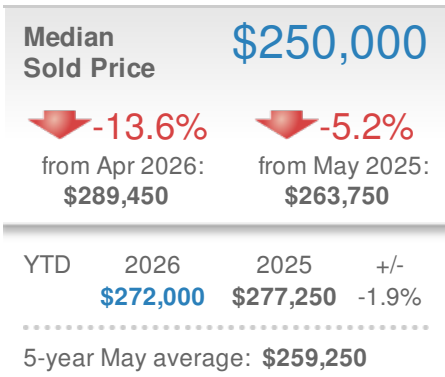 Median $250,000
Sold Price
-13.6% -5.2%
from Apr 2026: from May 2025:
$289,450 $263,750
YTD 2026 2025 +/-
$272,000 $277,250 -1.9%
5-year May average: $259,250